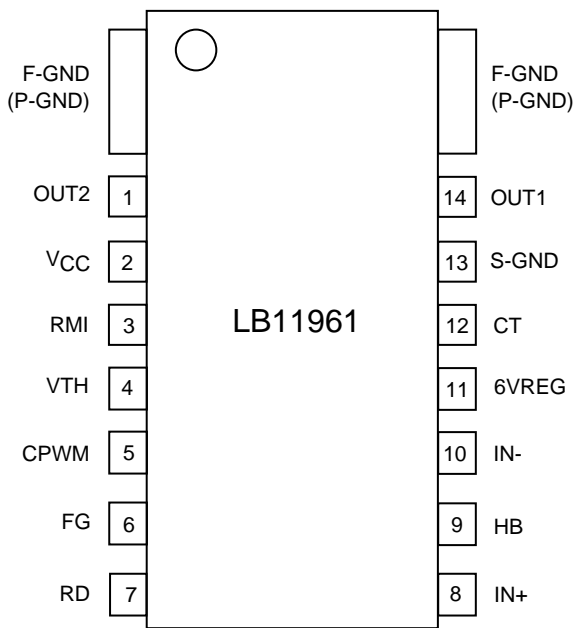 F-GND
(P-GND)
F-GND
(P-GND)
OUT2 1 14 OUT1
VCC 2 13 S-GND
RMI 3 LB11961 12 CT
VTH 4 11 6VREG
CPWM 5 10 IN-
FG 6 9 HB
RD 7 8 IN+